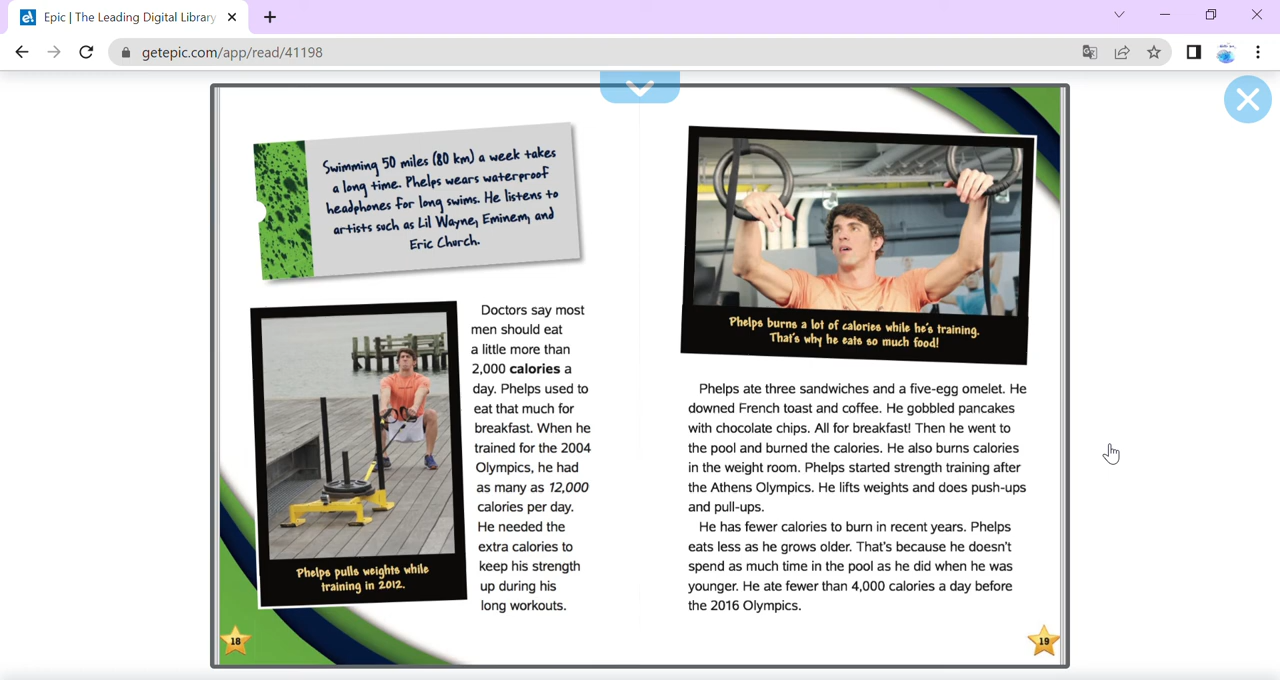 Epic | The Leading Digital Library
getepic.com/app/read/41198
Swimming 50 miles (80 km) a week takes
a long time. Phelps wears waterproof
headphones for long swims. He listens to
artists such as Lil Wayne, Eminem, and
Eric Church.
Doctors say most
men should eat
a little more than
2,000 calories a
day. Phelps used to
eat that much for
breakfast. When he
trained for the 2004
Olympics, he had
as many as 12,000
calories per day.
He needed the
extra calories to
keep his strength
up during his
long workouts.
Phelps pulls weights while
training in 2012.
18
Phelps burns a lot of calories while he's training.
That's why he eats so much food!
Phelps ate three sandwiches and a five-egg omelet. He
downed French toast and coffee. He gobbled pancakes
with chocolate chips. All for breakfast! Then he went to
the pool and burned the calories. He also burns calories
in the weight room. Phelps started strength training after
the Athens Olympics. He lifts weights and does push-ups
and pull-ups.
He has fewer calories to burn in recent years. Phelps
eats less as he grows older. That's because he doesn't
spend as much time in the pool as he did when he was
younger. He ate fewer than 4,000 calories a day before
the 2016 Olympics.
19